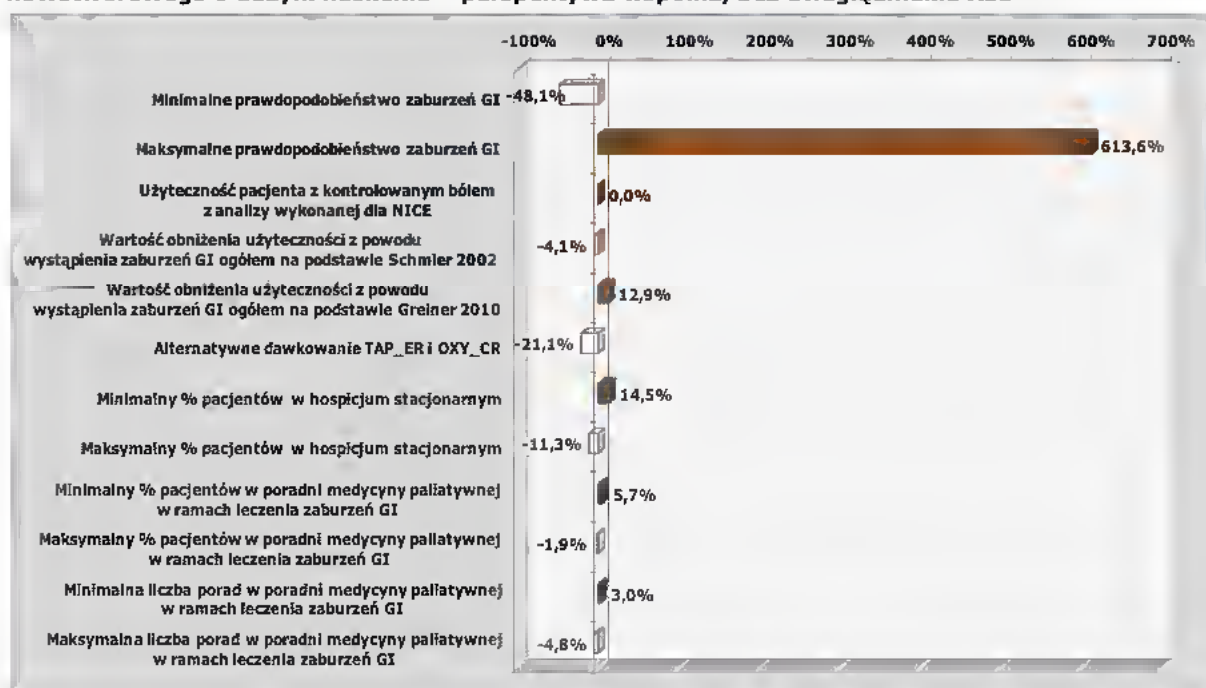 -100% 0% 100% 200% 300% 400% 500% 600% 700%
Minimalne prawdopodobieństwo zaburzeń GI -48,1%
Maksymalne prawdopodobieństwo zaburzeń GI 613,6%
Użyteczność pacjenta z kontrolowanym bólem
z analizy wykonanej dla NICE 0,0%
Wartość obniżenia użyteczności z powodu
wystąpienia zaburzeń GI ogółem na podstawie Schmier 2002 -4,1%
Wartość obniżenia użyteczności z powodu
wystąpienia zaburzeń GI ogółem na podstawie Greiner 2010 12,9%
Alternatywne dawkowanie TAP_ER i OXY_CR -21,1%
Minimalny % pacjentów w hospicjum stacjonarnym 14,5%
Maksymalny % pacjentów w hospicjum stacjonarnym -11,3%
Minimalny % pacjentów w poradni medycyny paliatywnej
w ramach leczenia zaburzeń GI 5,7%
Maksymalny % pacjentów w poradni medycyny paliatywnej
w ramach leczenia zaburzeń GI -1,9%
Minimalna liczba porad w poradni medycyny paliatywnej
w ramach leczenia zaburzeń GI 3,0%
Maksymalna liczba porad w poradni medycyny paliatywnej
w ramach leczenia zaburzeń GI -4,8%